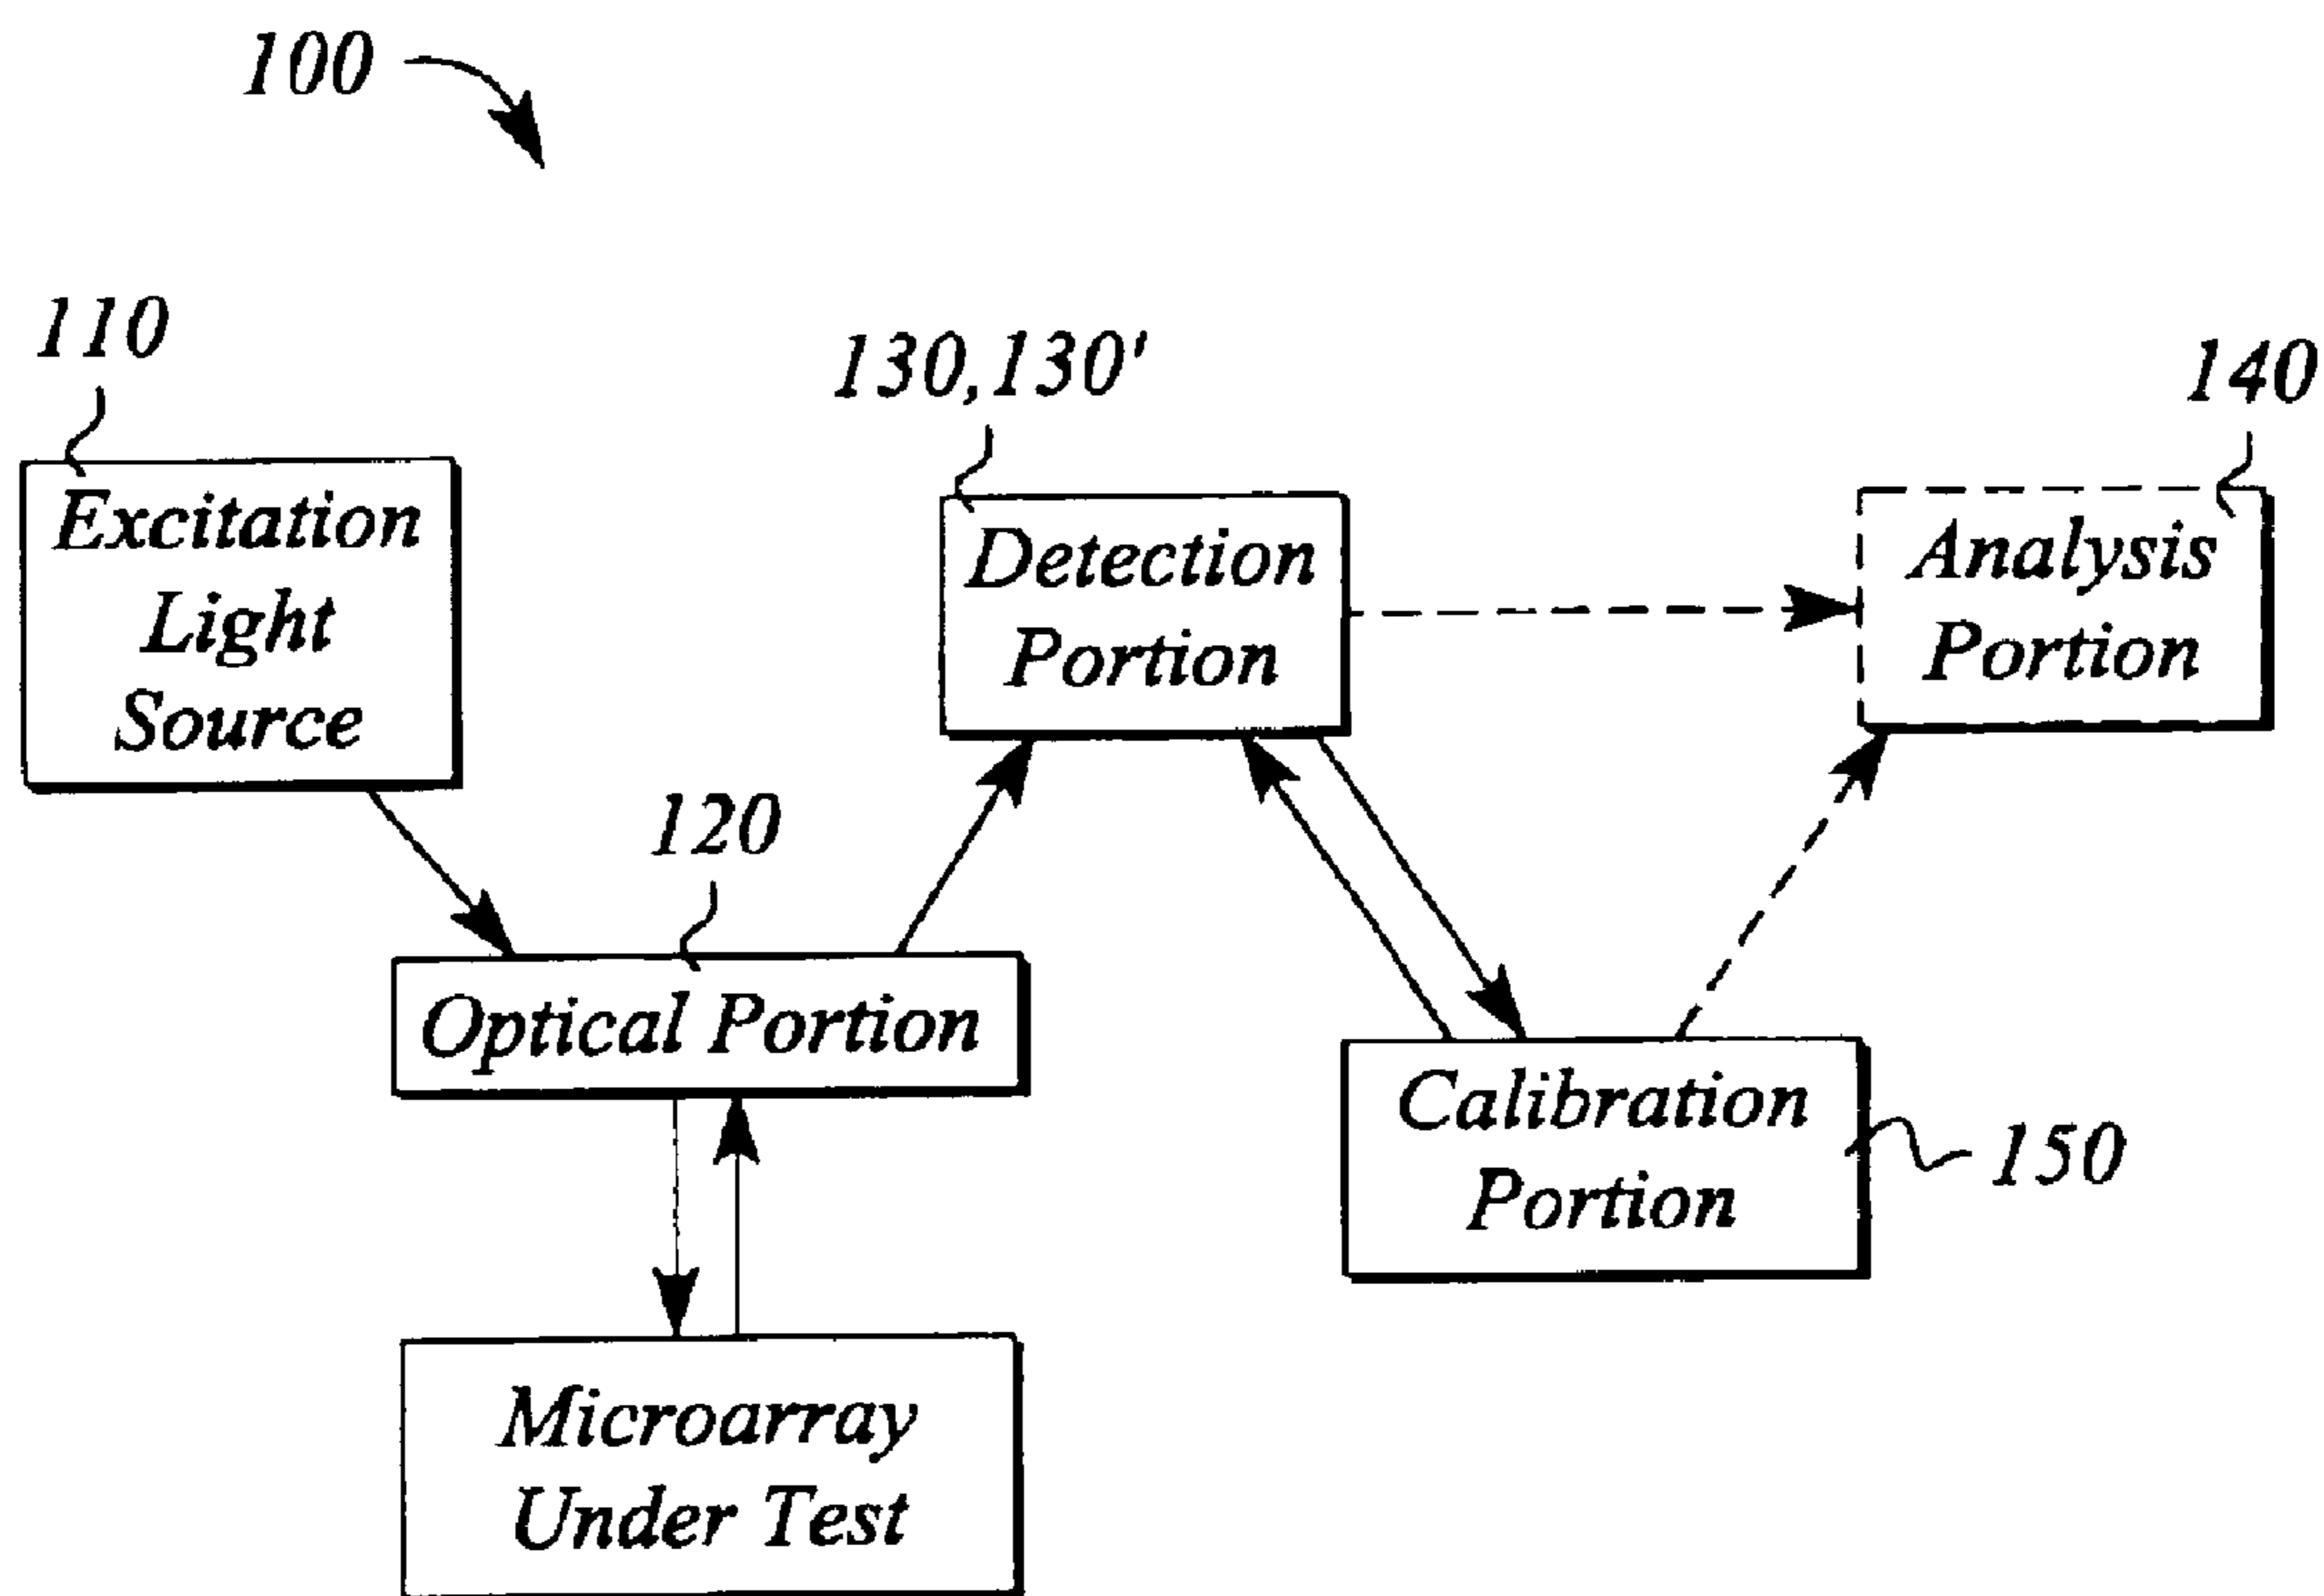 100
110
130,130'
140
Excitation
Light
Source
Detection
Portion
Analysis
Portion
120
Optical Portion
Calibration
Portion
150
Microarray
Under Test